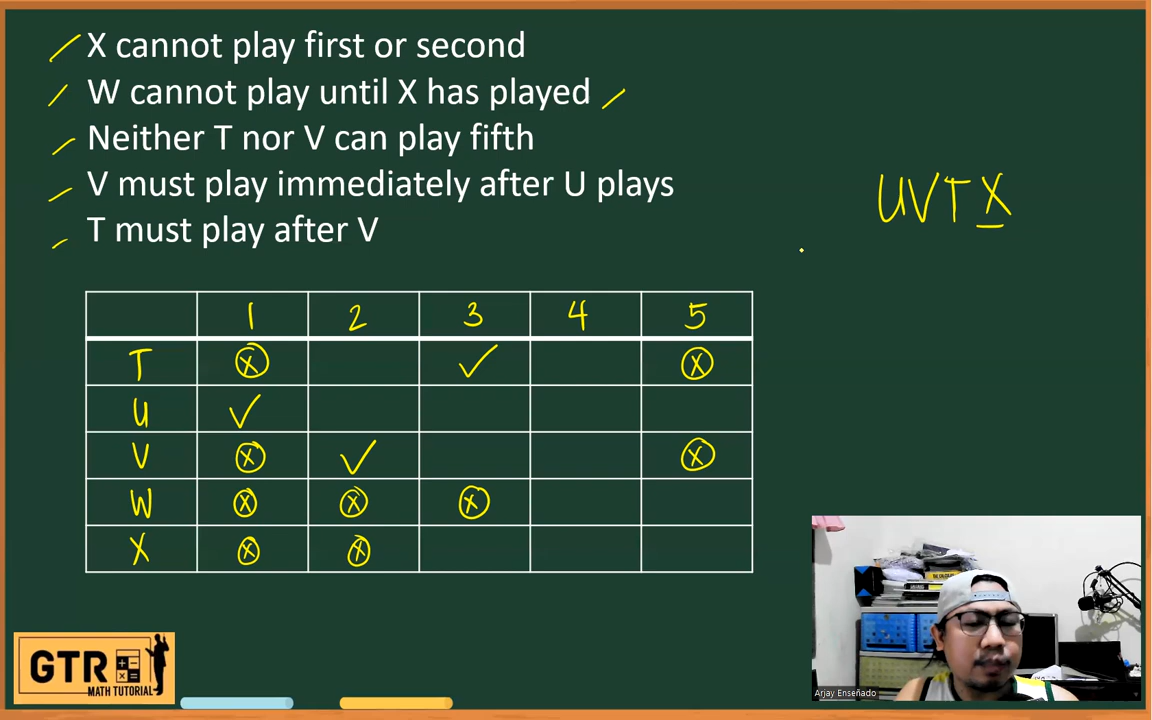 X cannot play first or second
W cannot play until X has played
Neither T nor V can play fifth
V must play immediately after U plays
T must play after V
UVTX
1 2 3 4 5
T ⓧ ✓ ⓧ
U ✓
V ⓧ ✓ ⓧ
W ⓧ ⓧ ⓧ
X ⓧ ⓧ
GTR
MATH TUTORIAL
Arjay Enseñado